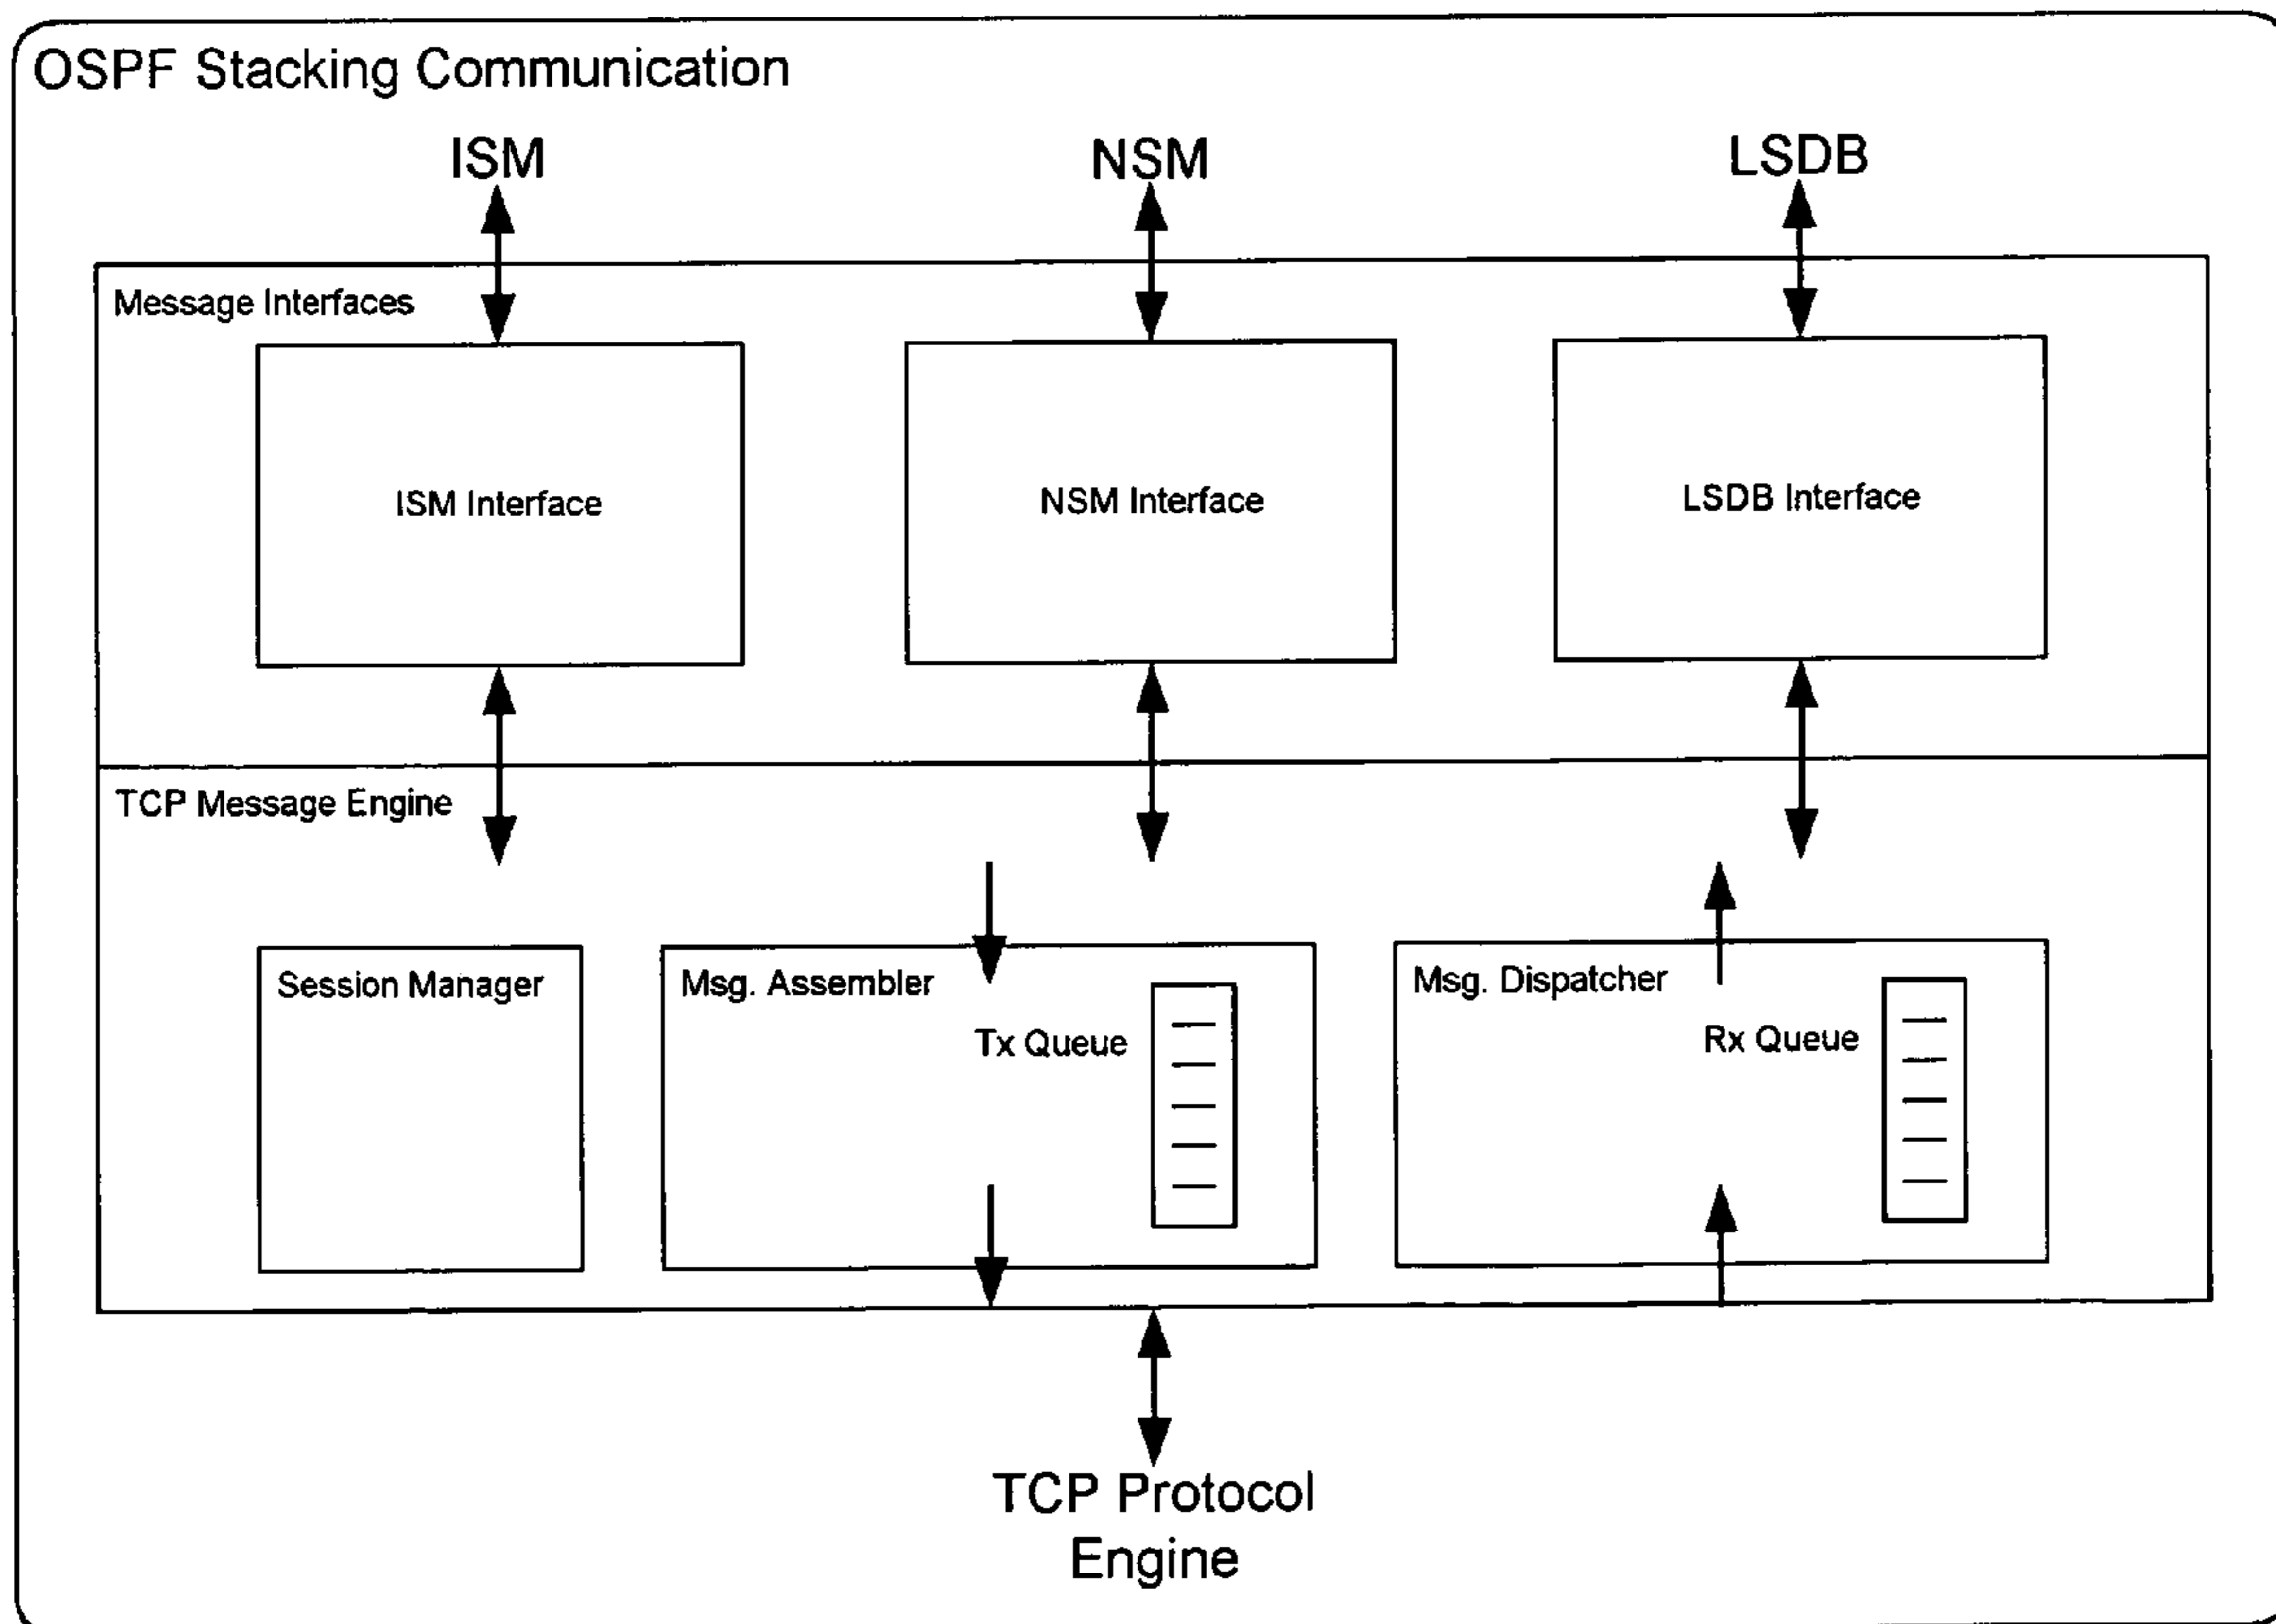 OSPF Stacking Communication
ISM
NSM
LSDB
Message Interfaces
ISM Interface
NSM Interface
LSDB Interface
TCP Message Engine
Session Manager
Msg. Assembler
Tx Queue
Msg. Dispatcher
Rx Queue
TCP Protocol
Engine